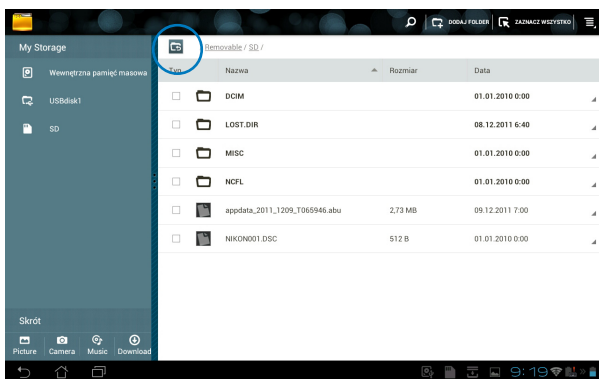 DODAJ FOLDER ZAZNACZ WSZYSTKO
My Storage
Removable / SD /
Wewnętrzna pamięć masowa
USBdisk1
SD
Typ Nazwa Rozmiar Data
DCIM 01.01.2010 0:00
LOST.DIR 08.12.2011 6:40
MISC 01.01.2010 0:00
NCFL 01.01.2010 0:00
appdata_2011_1209_T065946.abu 2,73 MB 09.12.2011 7:00
NIKON001.DSC 512 B 01.01.2010 0:00
Skrót
Picture Camera Music Download
9:19